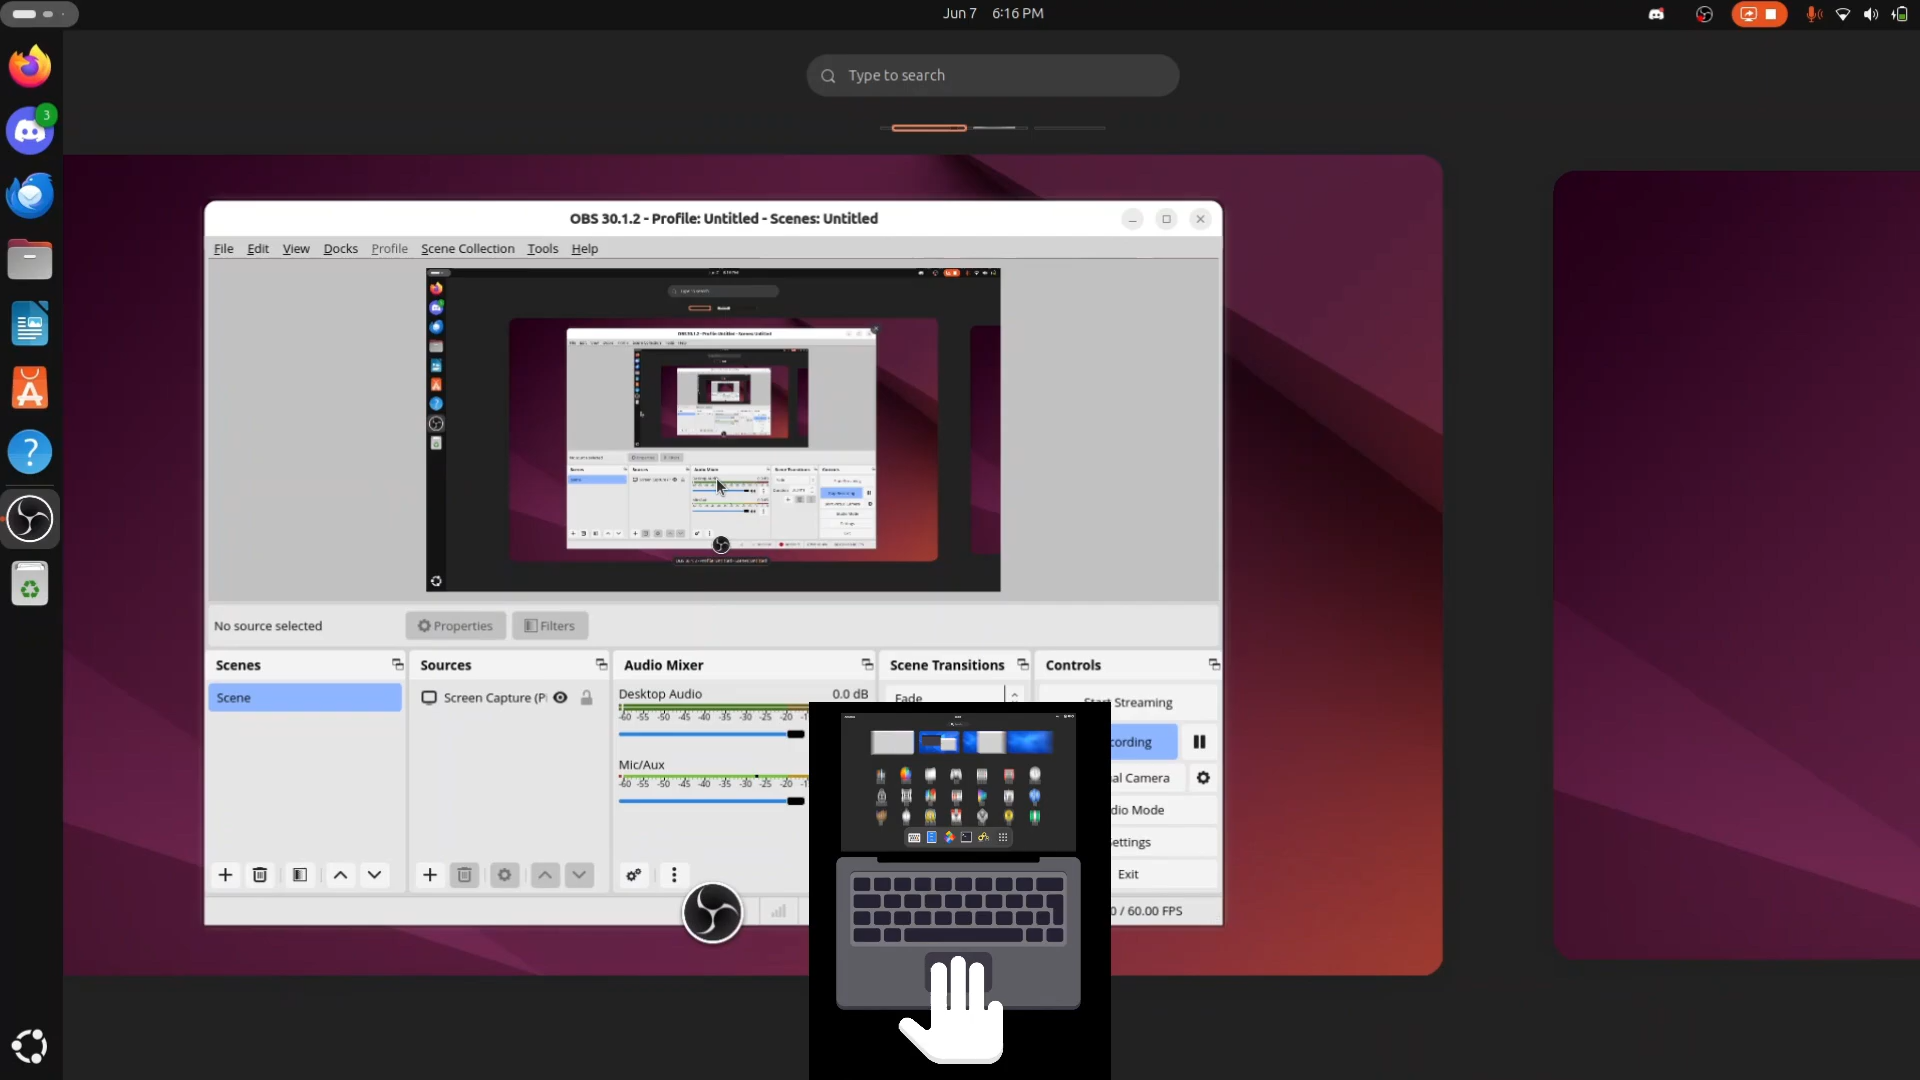 Jun 7 6:16 PM
Type to search
3
OBS 30.1.2 - Profile: Untitled - Scenes: Untitled
File Edit View Docks Profile Scene Collection Tools Help
No source selected
Properties
Filters
Scenes
Sources
Audio Mixer
Scene Transitions
Controls
Scene
Screen Capture (P
Desktop Audio
0.0 dB
-60 -55 -50 -45 -40 -35 -30 -25 -20
Mic/Aux
-60 -55 -50 -45 -40 -35 -30 -25 -20
Fade
Streaming
cording
al Camera
dio Mode
ettings
Exit
0 / 60.00 FPS